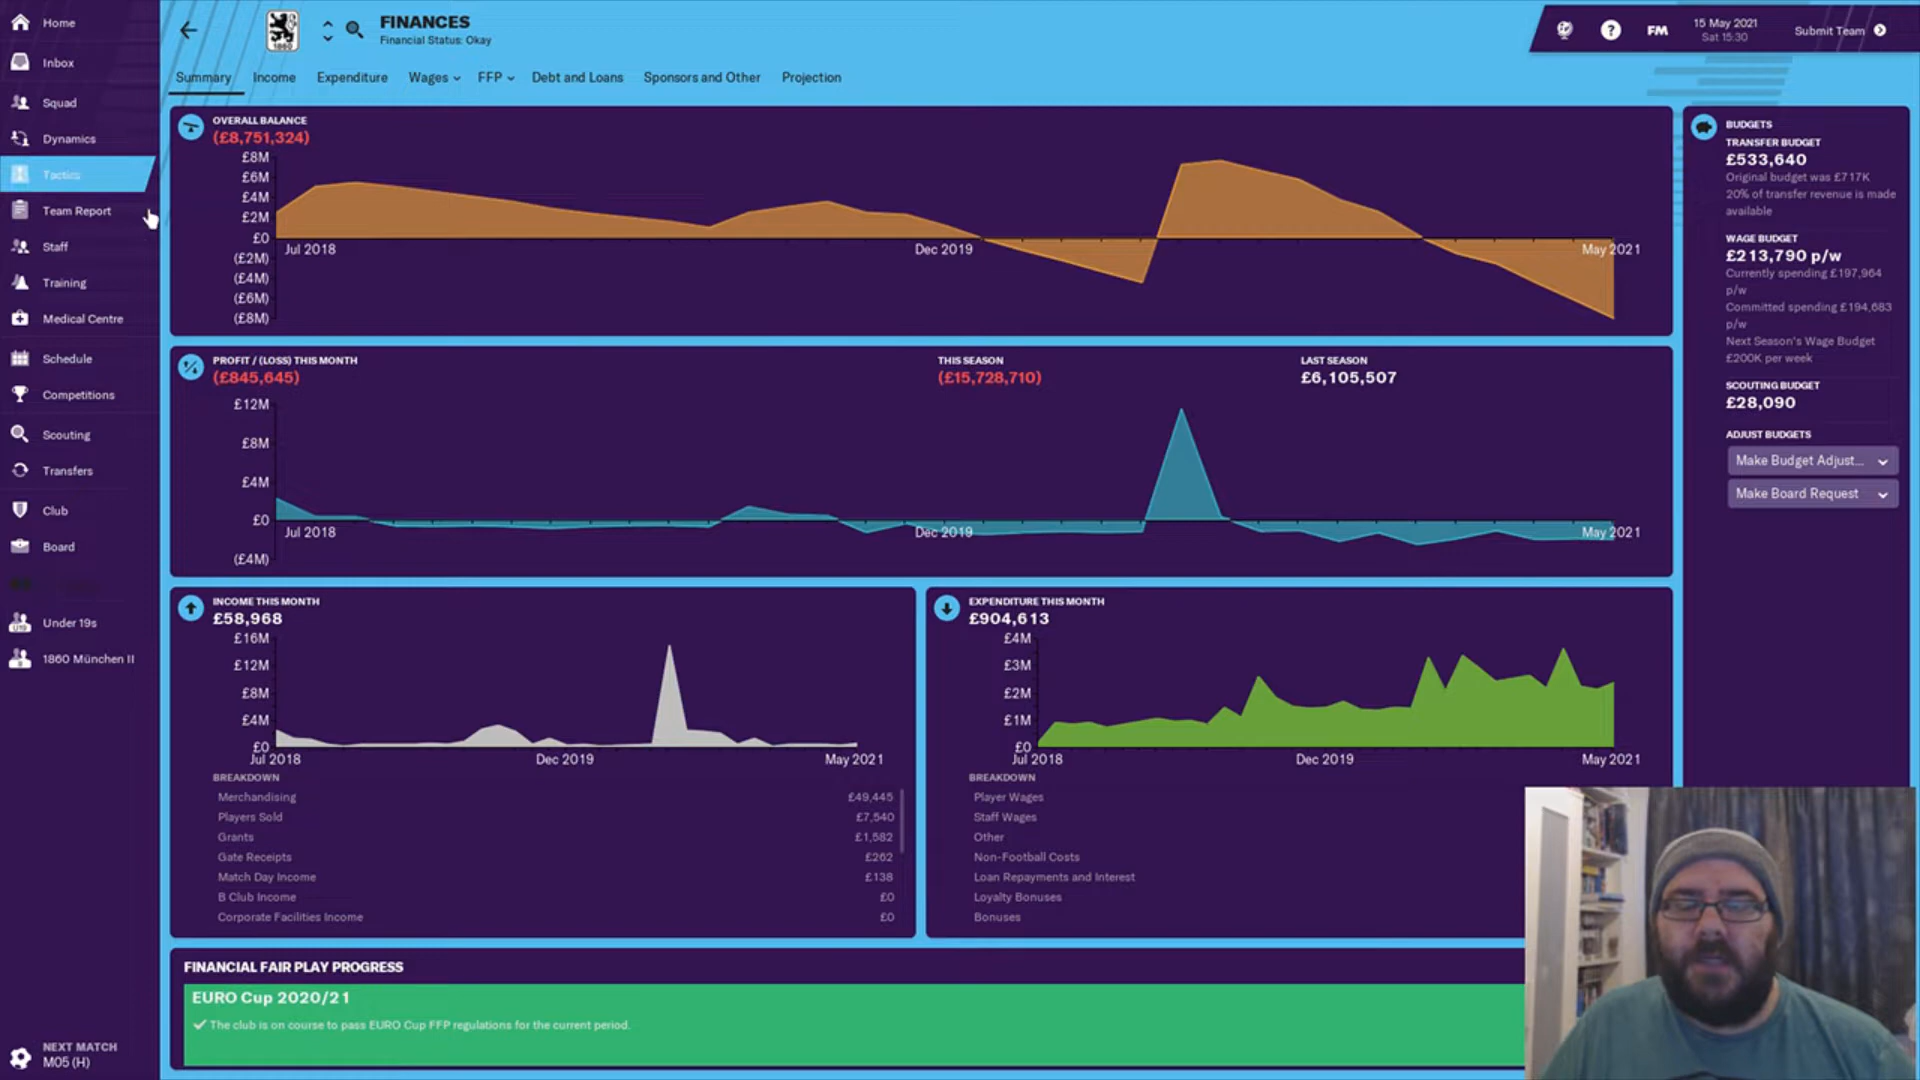 Home
Inbox
Squad
Dynamics
Tactics
Team Report
Staff
Training
Medical Centre
Schedule
Competitions
Scouting
Transfers
Club
Board
Under 19s
1860 München II
NEXT MATCH
M05 (H)
1860
FINANCES
Financial Status: Okay
FM
15 May 2021
Sat 15:30
Submit Team
Summary
Income
Expenditure
Wages
FFP
Debt and Loans
Sponsors and Other
Projection
OVERALL BALANCE
(£8,751,324)
£8M
£6M
£4M
£2M
£0
(£2M)
(£4M)
(£6M)
(£8M)
Jul 2018
Dec 2019
May 2021
PROFIT / (LOSS) THIS MONTH
(£845,645)
THIS SEASON
(£15,728,710)
LAST SEASON
£6,105,507
£12M
£8M
£4M
£0
(£4M)
Jul 2018
Dec 2019
May 2021
INCOME THIS MONTH
£58,968
£16M
£12M
£8M
£4M
£0
Jul 2018
Dec 2019
May 2021
BREAKDOWN
Merchandising £49,445
Players Sold £7,540
Grants £1,582
Gate Receipts £262
Match Day Income £138
B Club Income £0
Corporate Facilities Income £0
EXPENDITURE THIS MONTH
£904,613
£4M
£3M
£2M
£1M
£0
Jul 2018
Dec 2019
May 2021
BREAKDOWN
Player Wages
Staff Wages
Other
Non-Football Costs
Loan Repayments and Interest
Loyalty Bonuses
Bonuses
FINANCIAL FAIR PLAY PROGRESS
EURO Cup 2020/21
The club is on course to pass EURO Cup FFP regulations for the current period.
BUDGETS
TRANSFER BUDGET
£533,640
Original budget was £717K
20% of transfer revenue is made
available
WAGE BUDGET
£213,790 p/w
Currently spending £197,964
p/w
Committed spending £194,683
p/w
Next Season's Wage Budget
£200K per week
SCOUTING BUDGET
£28,090
ADJUST BUDGETS
Make Budget Adjust...
Make Board Request